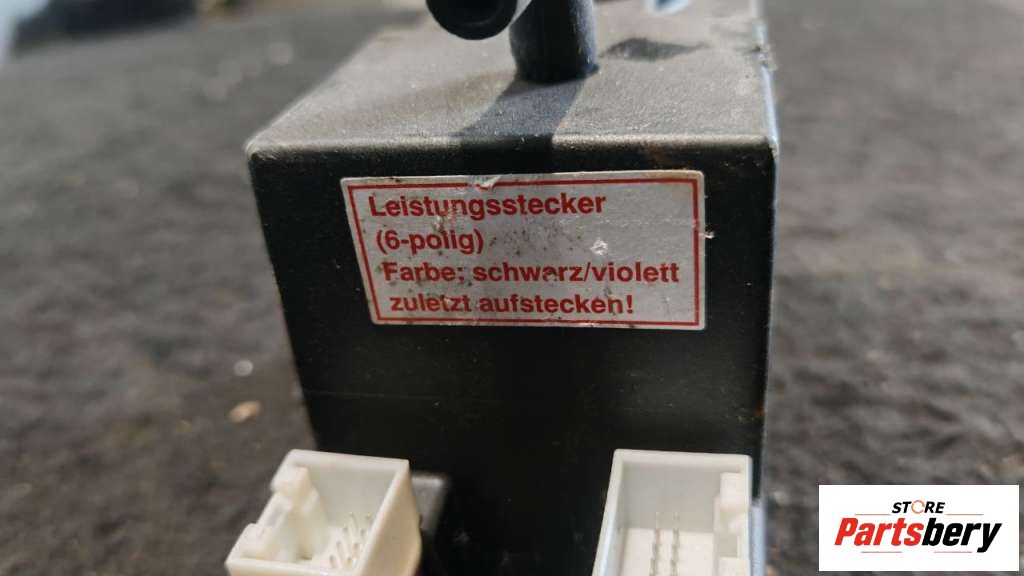 Leistungsstecker
(6-polig)
Farbe: schwarz/violett
zuletzt aufstecken!
STORE
Partsbery